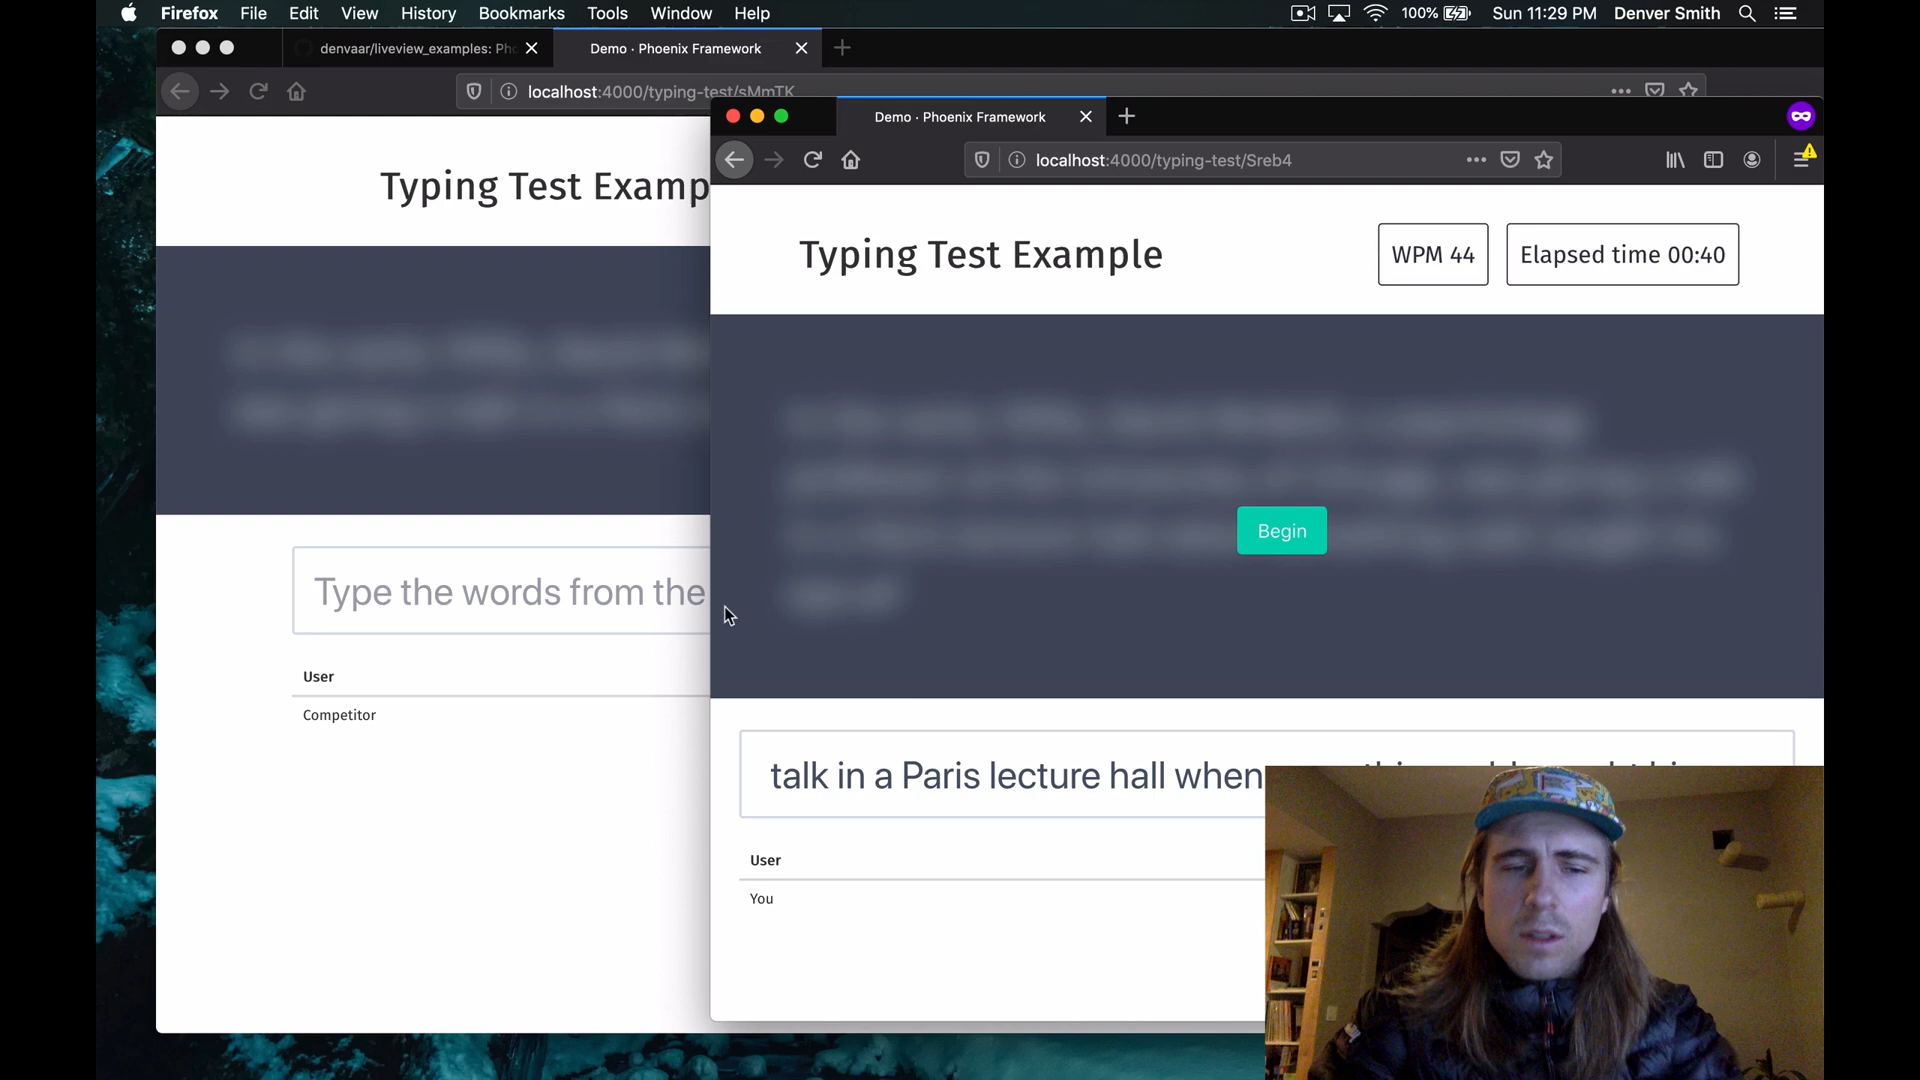 Firefox File Edit View History Bookmarks Tools Window Help 100% Sun 11:29 PM Denver Smith
denvaar/liveview_examples: Ph
Demo · Phoenix Framework
localhost:4000/typing-test/sMmTK
Demo · Phoenix Framework
localhost:4000/typing-test/Sreb4
Typing Test Examp
Typing Test Example
WPM 44
Elapsed time 00:40
Begin
Type the words from the
User
Competitor
talk in a Paris lecture hall when
User
You